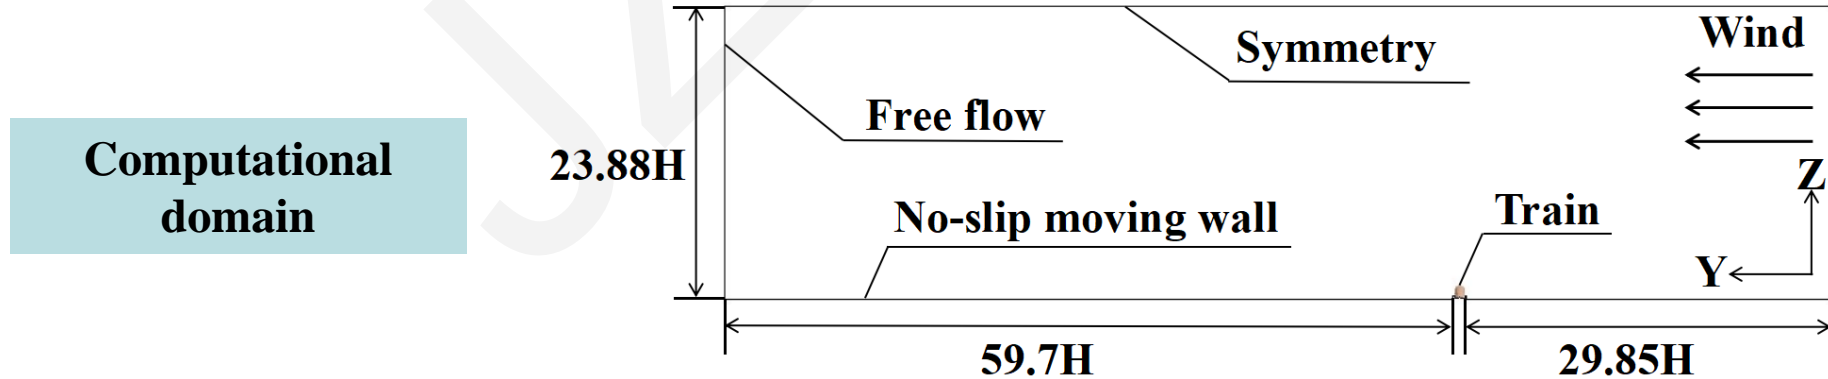 Computational
domain
23.88H
Free flow
Symmetry
Wind
No-slip moving wall
Train
Z
Y
59.7H
29.85H